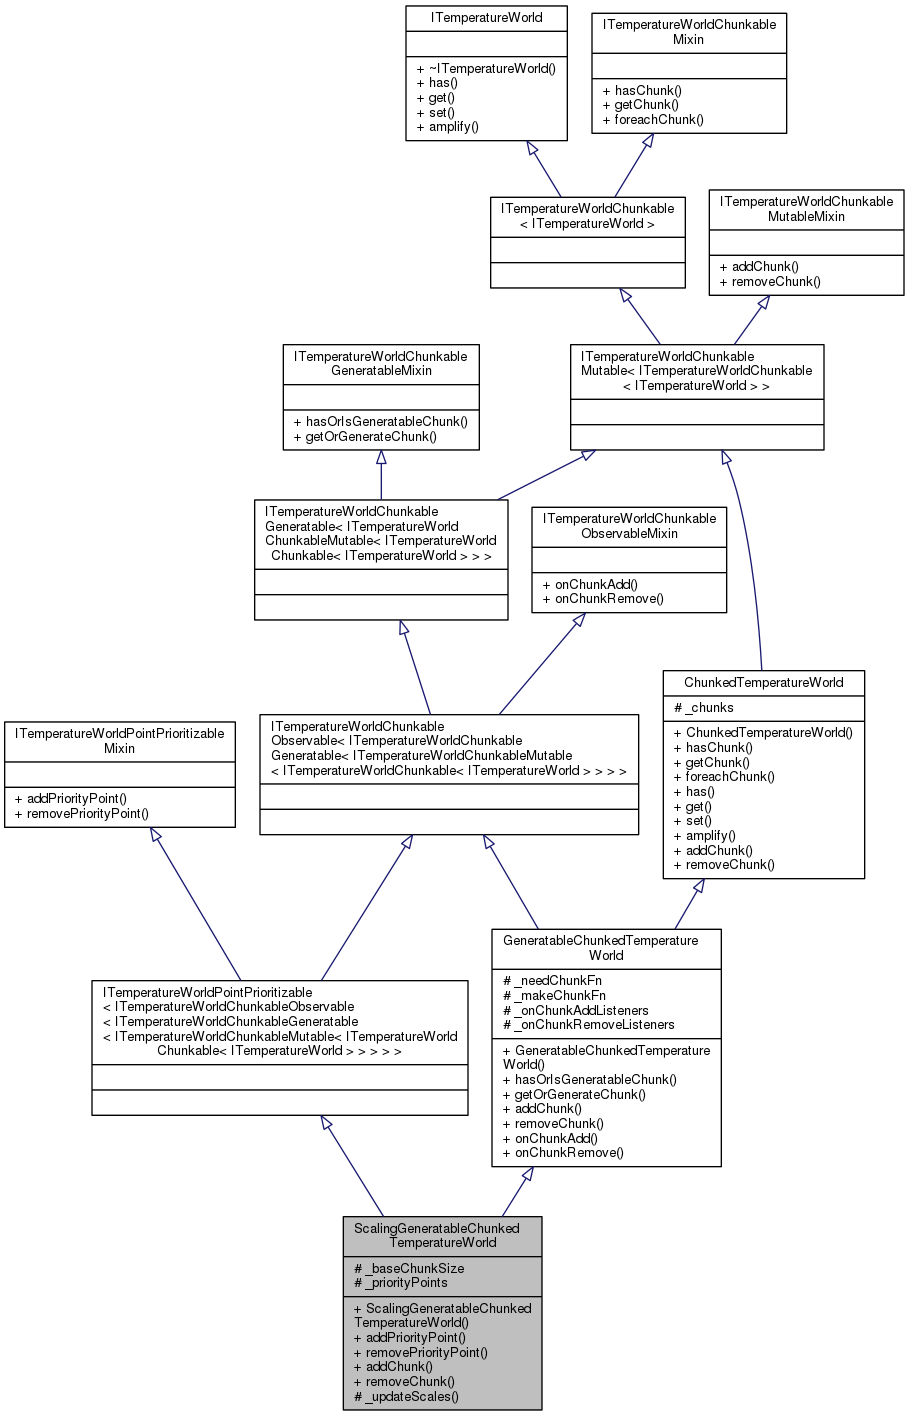 ITemperatureWorld
+ ~ITemperatureWorld()
+ has()
+ get()
+ set()
+ amplify()
ITemperatureWorldChunkable
Mixin
+ hasChunk()
+ getChunk()
+ foreachChunk()
ITemperatureWorldChunkable
< ITemperatureWorld >
ITemperatureWorldChunkable
MutableMixin
+ addChunk()
+ removeChunk()
ITemperatureWorldChunkable
GeneratableMixin
+ hasOrIsGeneratableChunk()
+ getOrGenerateChunk()
ITemperatureWorldChunkable
Mutable< ITemperatureWorldChunkable
< ITemperatureWorld > >
ITemperatureWorldChunkable
Generatable< ITemperatureWorld
ChunkableMutable< ITemperatureWorld
Chunkable< ITemperatureWorld > > >
ITemperatureWorldChunkable
ObservableMixin
+ onChunkAdd()
+ onChunkRemove()
ChunkedTemperatureWorld
# _chunks
+ ChunkedTemperatureWorld()
+ hasChunk()
+ getChunk()
+ foreachChunk()
+ has()
+ get()
+ set()
+ amplify()
+ addChunk()
+ removeChunk()
ITemperatureWorldPointPrioritizable
Mixin
+ addPriorityPoint()
+ removePriorityPoint()
ITemperatureWorldChunkable
Observable< ITemperatureWorldChunkable
Generatable< ITemperatureWorldChunkableMutable
< ITemperatureWorldChunkable< ITemperatureWorld > > > >
GeneratableChunkedTemperature
World
# _needChunkFn
# _makeChunkFn
# _onChunkAddListeners
# _onChunkRemoveListeners
+ GeneratableChunkedTemperature
World()
+ hasOrIsGeneratableChunk()
+ getOrGenerateChunk()
+ addChunk()
+ removeChunk()
+ onChunkAdd()
+ onChunkRemove()
ITemperatureWorldPointPrioritizable
< ITemperatureWorldChunkableObservable
< ITemperatureWorldChunkableGeneratable
< ITemperatureWorldChunkableMutable< ITemperatureWorld
Chunkable< ITemperatureWorld > > > > >
ScalingGeneratableChunked
TemperatureWorld
# _baseChunkSize
# _priorityPoints
+ ScalingGeneratableChunked
TemperatureWorld()
+ addPriorityPoint()
+ removePriorityPoint()
+ addChunk()
+ removeChunk()
# _updateScales()